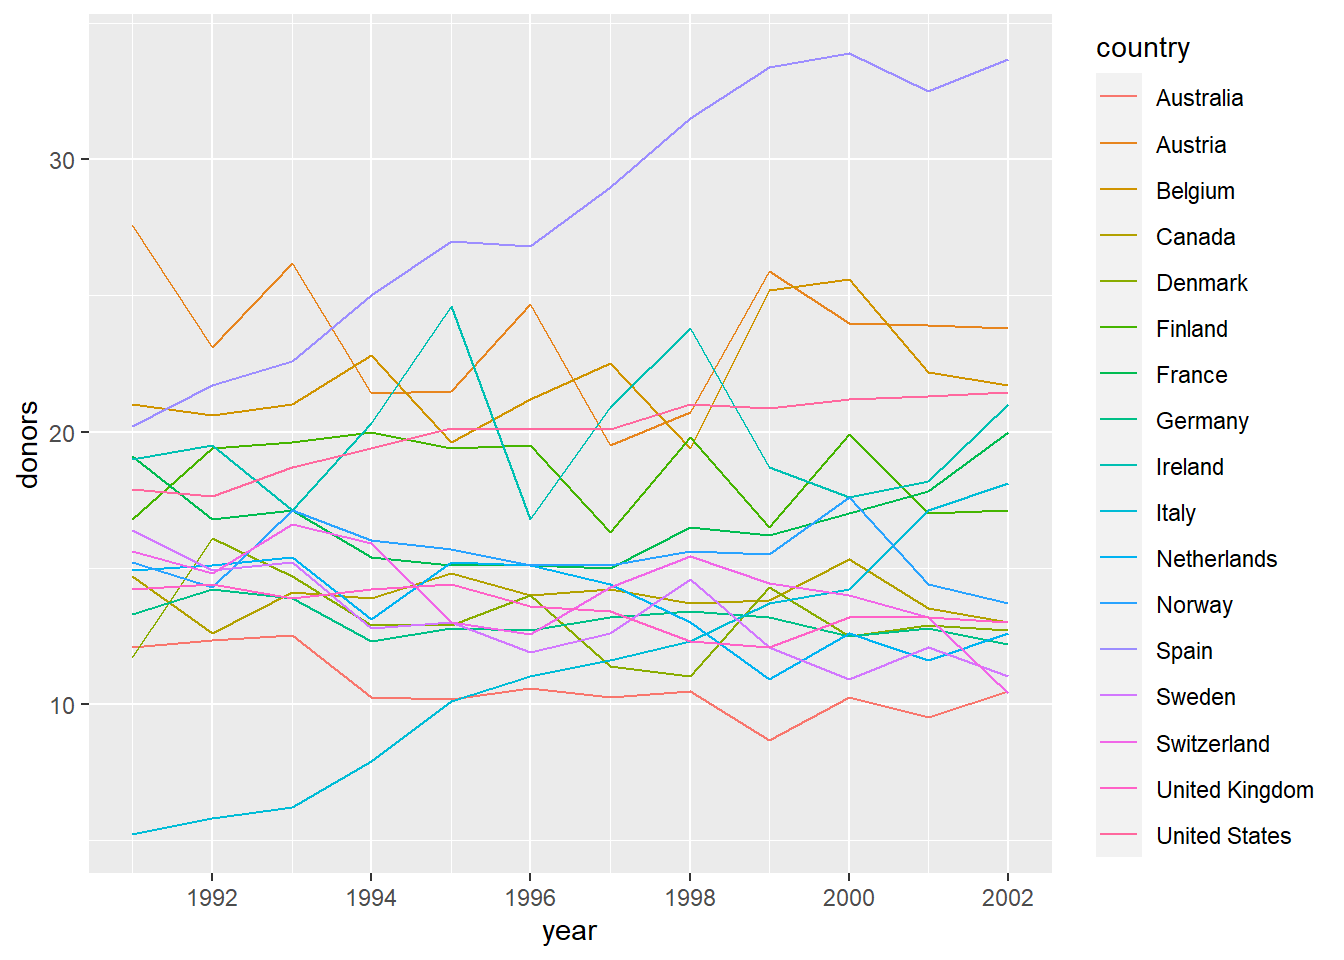 30
20
10
donors
1992
1994
1996
1998
2000
2002
year
country
Australia
Austria
Belgium
Canada
Denmark
Finland
France
Germany
Ireland
Italy
Netherlands
Norway
Spain
Sweden
Switzerland
United Kingdom
United States